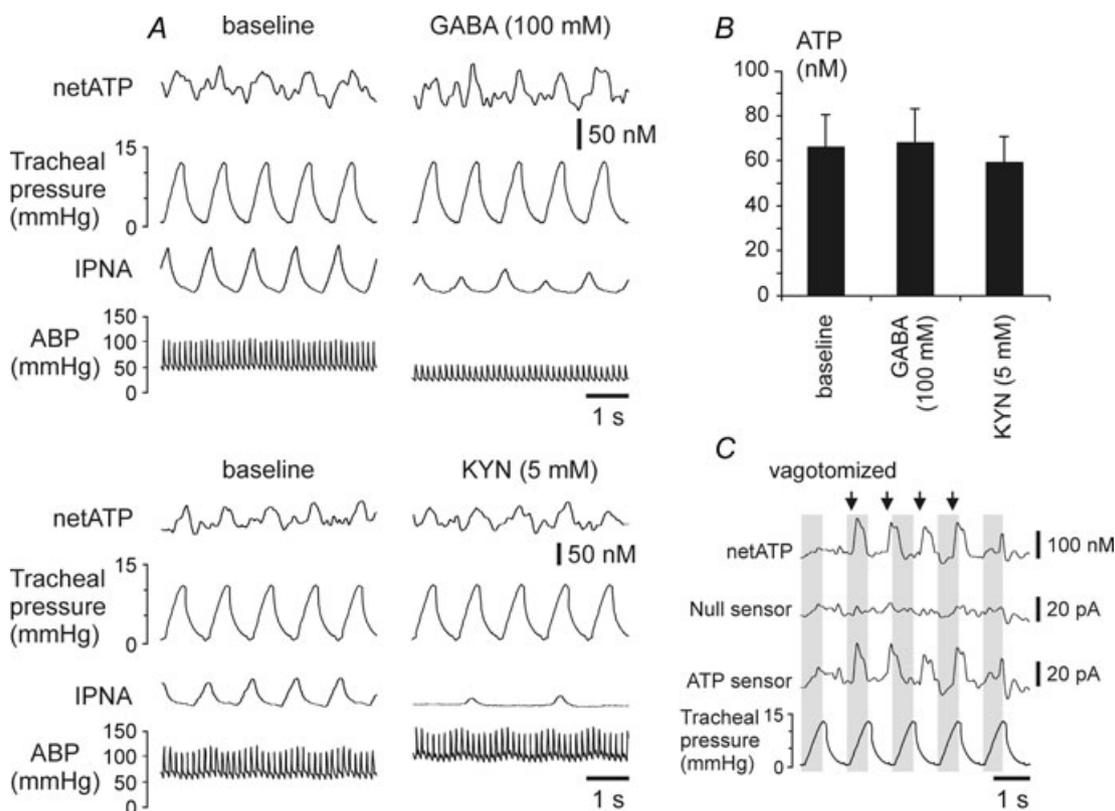 A
baseline GABA (100 mM)
netATP
50 nM
Tracheal
pressure
(mmHg)
15
0
IPNA
ABP
(mmHg)
150
100
50
0
1 s
baseline KYN (5 mM)
netATP
50 nM
Tracheal
pressure
(mmHg)
15
0
IPNA
ABP
(mmHg)
150
100
50
0
1 s
B
ATP
(nM)
100
80
60
40
20
0
baseline
GABA
(100 mM)
KYN (5 mM)
C
vagotomized
netATP
100 nM
Null sensor
20 pA
ATP sensor
20 pA
Tracheal
pressure
(mmHg)
15
0
1 s